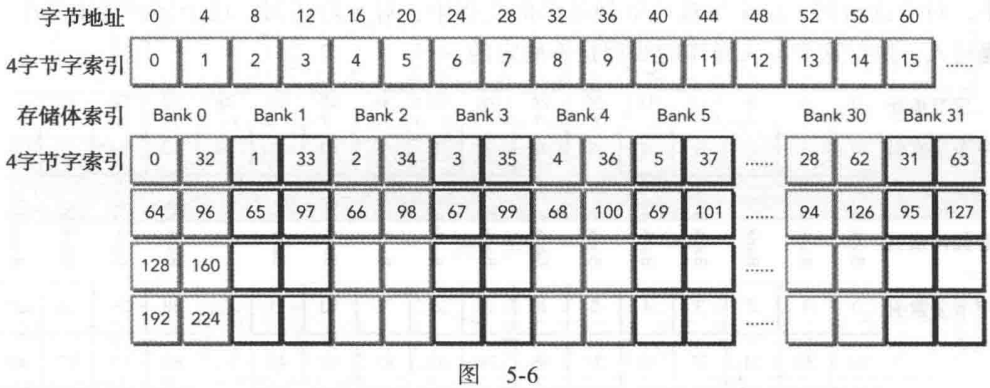 字节地址 0 4 8 12 16 20 24 28 32 36 40 44 48 52 56 60
4字节字索引 0 1 2 3 4 5 6 7 8 9 10 11 12 13 14 15 ......
存储体索引 Bank 0 Bank 1 Bank 2 Bank 3 Bank 4 Bank 5 Bank 30 Bank 31
4字节字索引 0 32 1 33 2 34 3 35 4 36 5 37 ...... 28 62 31 63
64 96 65 97 66 98 67 99 68 100 69 101 ...... 94 126 95 127
128 160 ......
192 224 ......
图 5-6